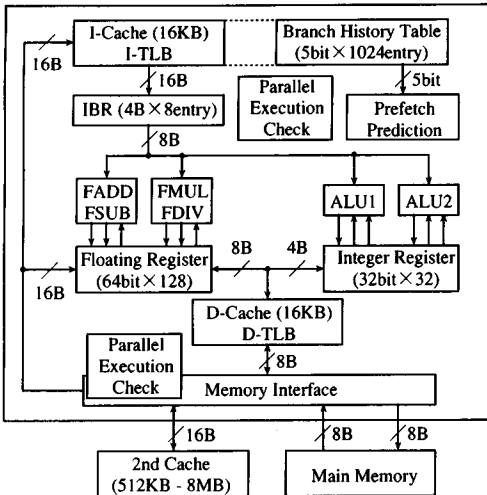 I-Cache (16KB)
I-TLB
Branch History Table
(5bit×1024entry)
16B
16B
5bit
IBR (4B×8entry)
Parallel
Execution
Check
Prefetch
Prediction
8B
FADD
FSUB
FMUL
FDIV
ALU1
ALU2
8B
4B
Floating Register
(64bit×128)
Integer Register
(32bit×32)
16B
D-Cache (16KB)
D-TLB
Parallel
Execution
Check
8B
Memory Interface
16B
8B
8B
2nd Cache
(512KB - 8MB)
Main Memory